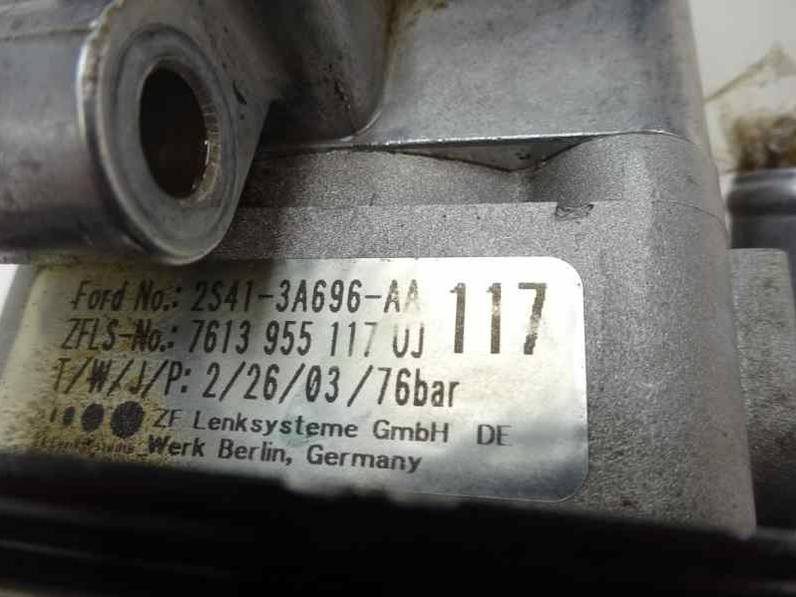 Ford No.: 2S41-3A696-AA 117
ZFLS-No.: 7613 955 117 0J
T/W/J/P: 2/26/03/76bar
ZF Lenksysteme GmbH DE
Werk Berlin, Germany